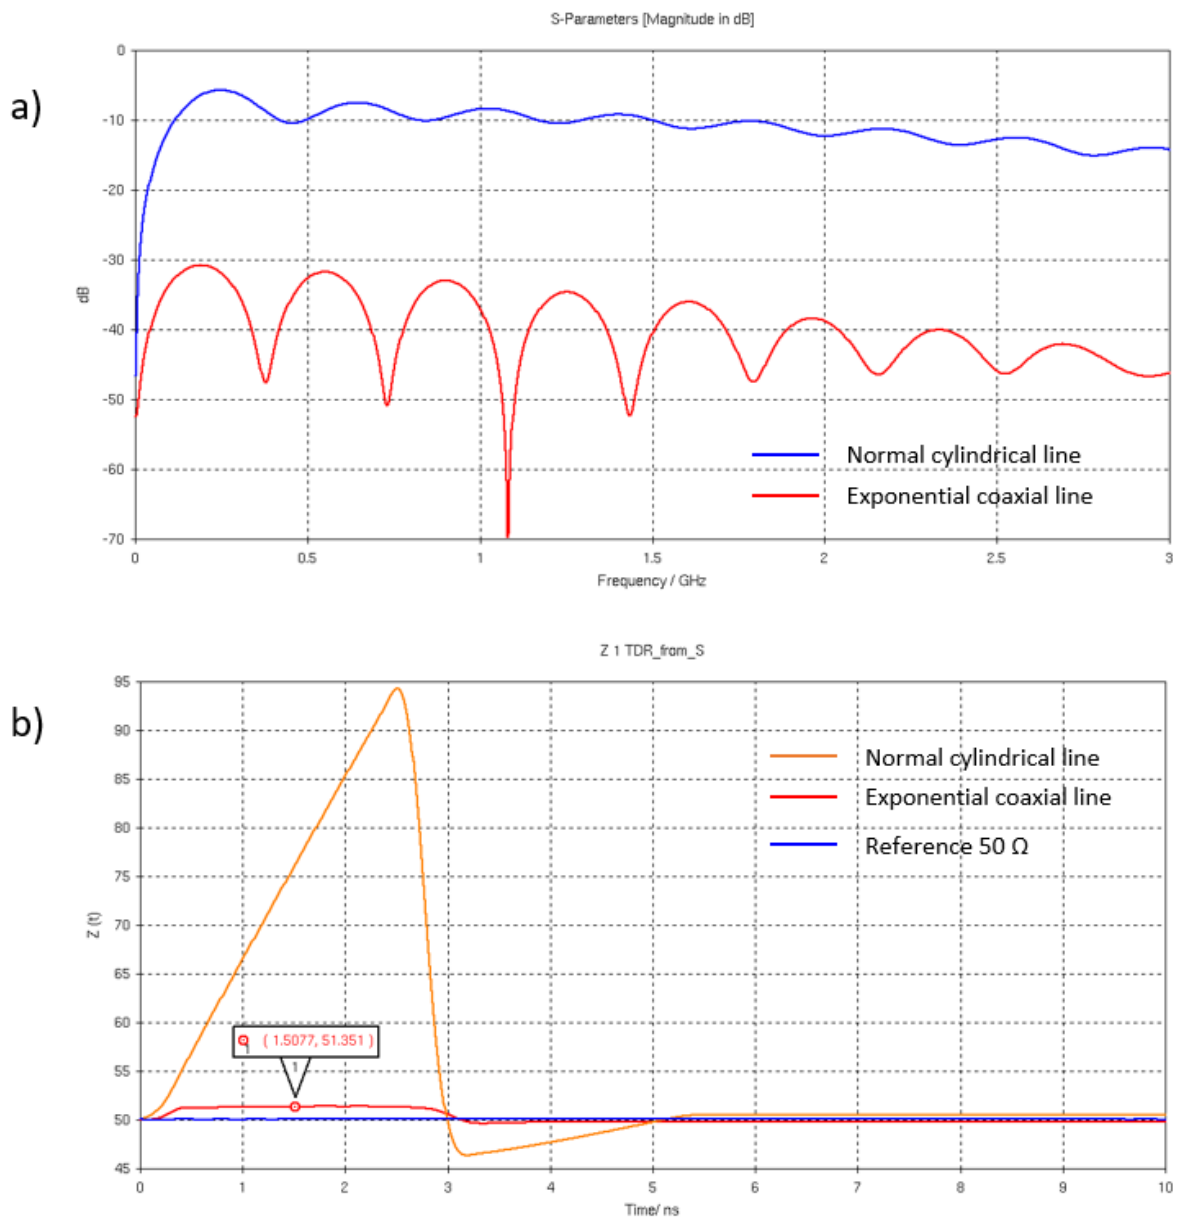 S-Parameters [Magnitude in dB]
a)
0
-10
-20
-30
-40
-50
-60
-70
dB
Normal cylindrical line
Exponential coaxial line
0 0.5 1 1.5 2 2.5 3
Frequency / GHz
Z 1 TDR_from_S
b)
95
90
85
80
75
70
65
60
55
50
45
Z (t)
Normal cylindrical line
Exponential coaxial line
Reference 50 Ω
( 1.5077, 51.351 )
1
0 1 2 3 4 5 6 7 8 9 10
Time/ ns